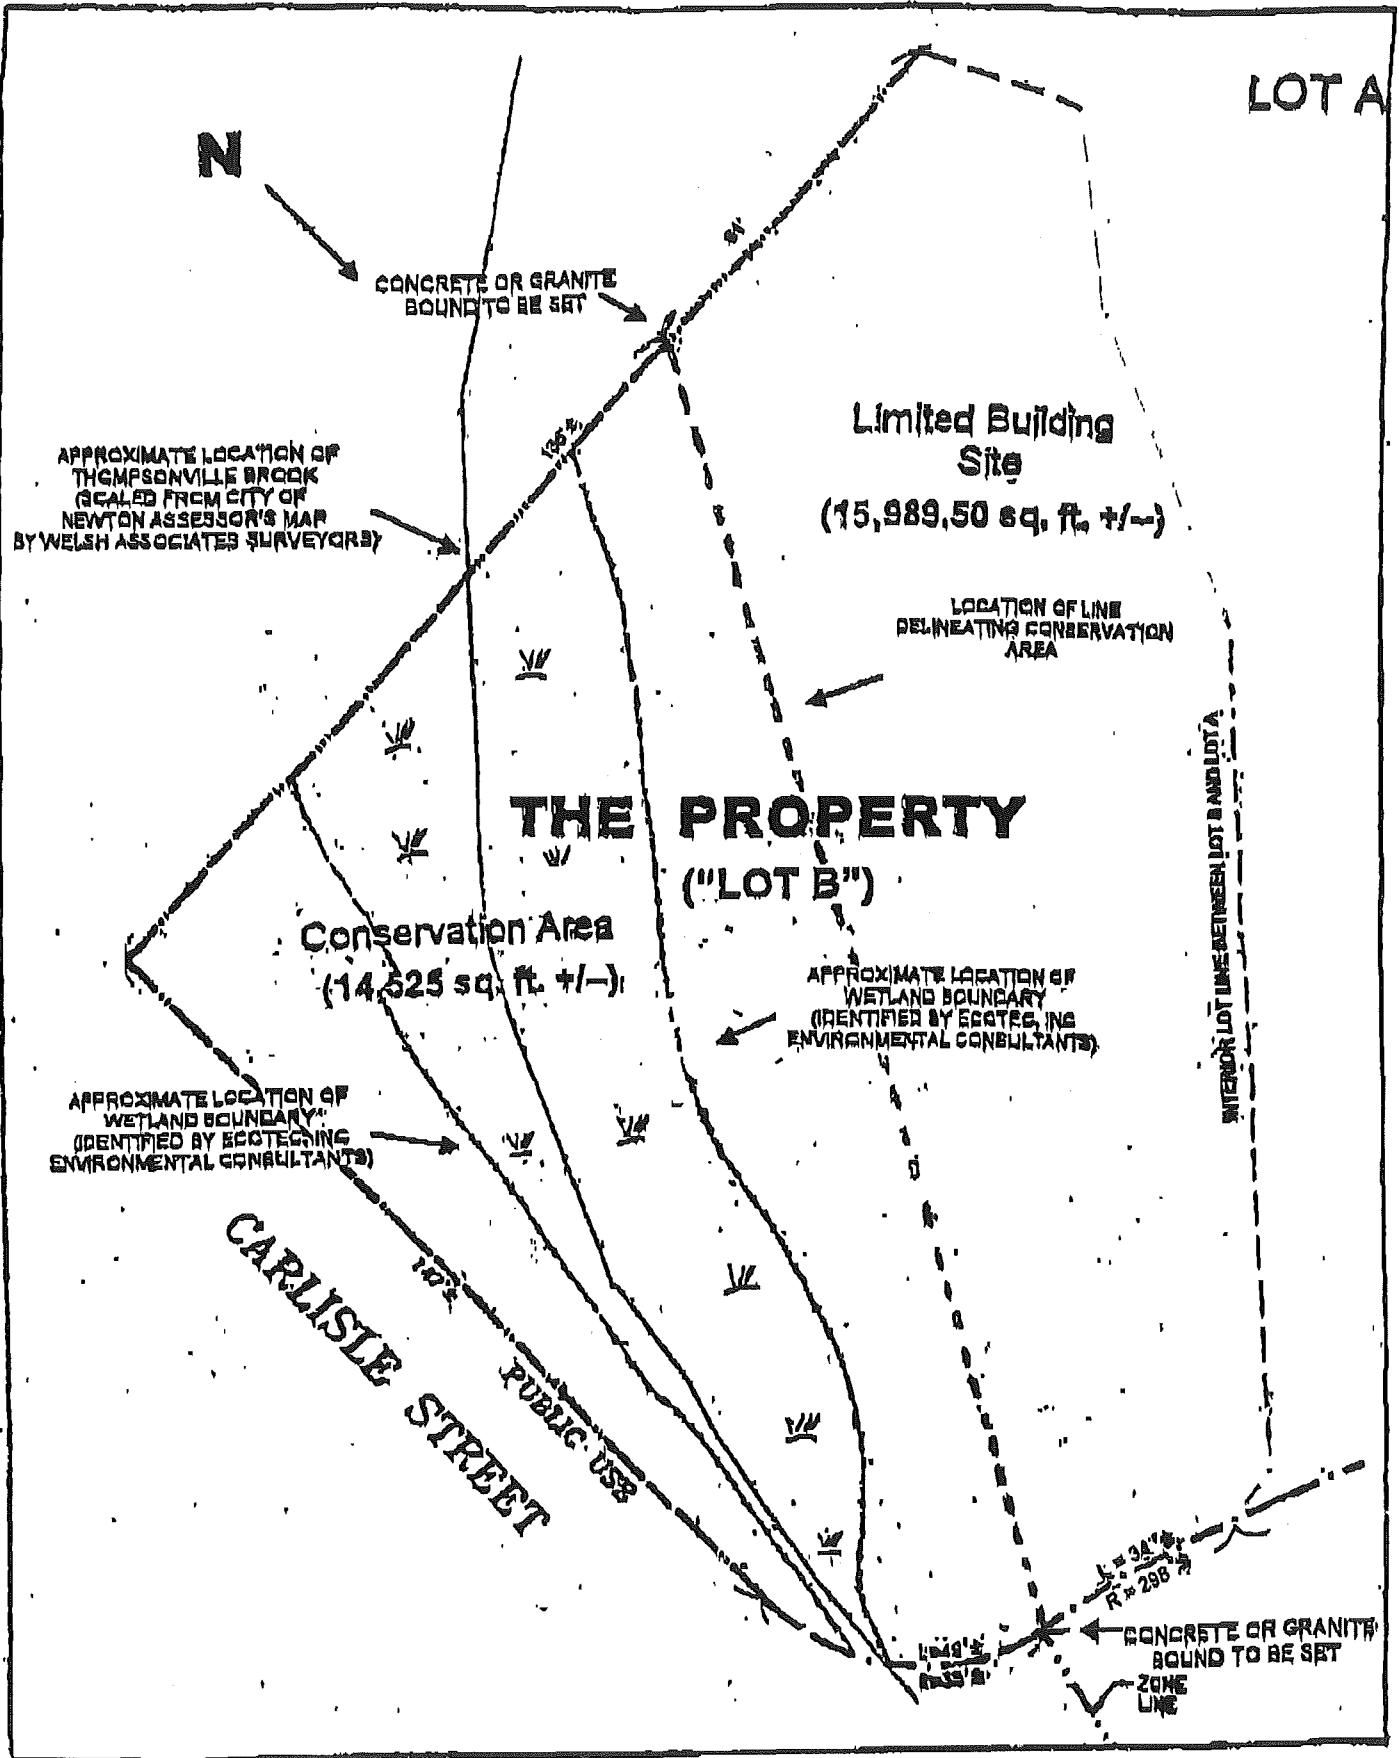 LOT A
N
CONCRETE OR GRANITE
BOUND TO BE SET
81'
136'±
Limited Building
Site
(15,989.50 sq. ft. +/–)
APPROXIMATE LOCATION OF
THOMPSONVILLE BROOK
(SCALED FROM CITY OF
NEWTON ASSESSOR'S MAP
BY WELSH ASSOCIATES SURVEYORS)
LOCATION OF LINE
DELINEATING CONSERVATION
AREA
INTERIOR LOT LINE BETWEEN LOT B AND LOT A
THE PROPERTY
("LOT B")
Conservation Area
(14,525 sq. ft. +/–)
APPROXIMATE LOCATION OF
WETLAND BOUNDARY
(IDENTIFIED BY ECOTEC, INC
ENVIRONMENTAL CONSULTANTS)
APPROXIMATE LOCATION OF
WETLAND BOUNDARY
(IDENTIFIED BY ECOTEC, INC
ENVIRONMENTAL CONSULTANTS)
CARLISLE STREET
PUBLIC USE
L = 34'±
R = 298'±
CONCRETE OR GRANITE
BOUND TO BE SET
ZONE
LINE